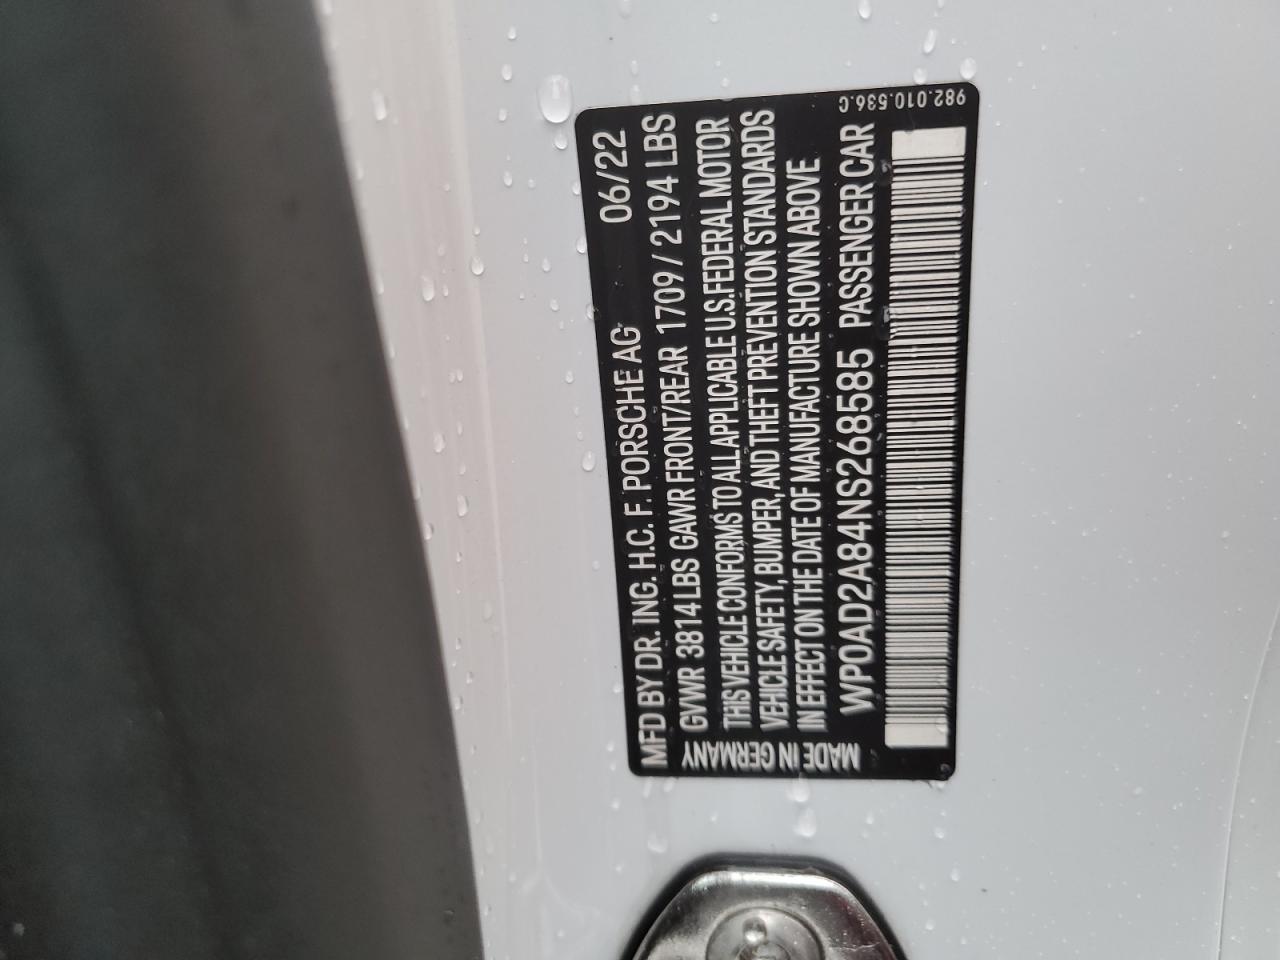 MFD BY DR. ING. H.C. F. PORSCHE AG 06/22
GVWR 3814 LBS GAWR FRONT/REAR 1709 / 2194 LBS
THIS VEHICLE CONFORMS TO ALL APPLICABLE U.S. FEDERAL MOTOR
VEHICLE SAFETY, BUMPER, AND THEFT PREVENTION STANDARDS
IN EFFECT ON THE DATE OF MANUFACTURE SHOWN ABOVE
WP0AD2A84NS268585 PASSENGER CAR
MADE IN GERMANY
982.010.536.C